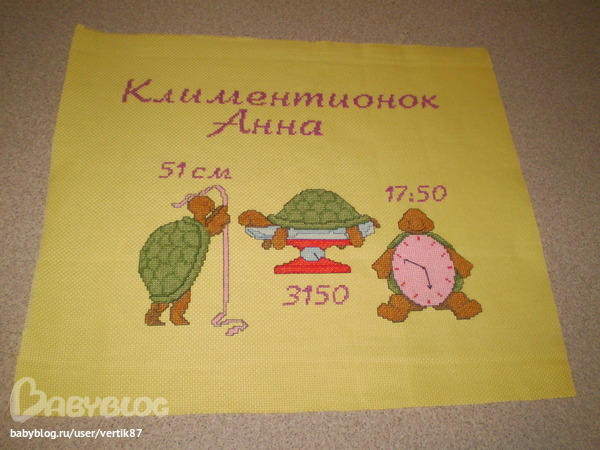 Климентионок
Анна
51 см
17:50
3150
BABYBLOG
babyblog.ru/user/vertik87